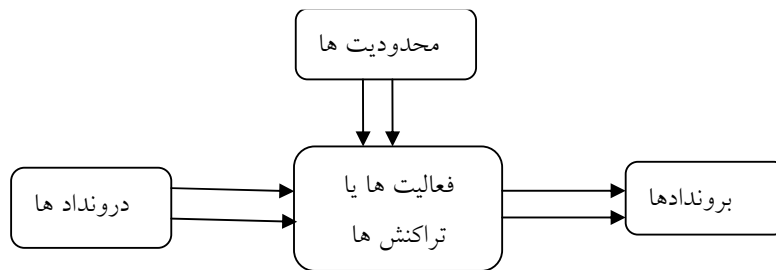 محدودیت ها
فعالیت ها یا
تراکنش ها
درونداد ها
بروندادها